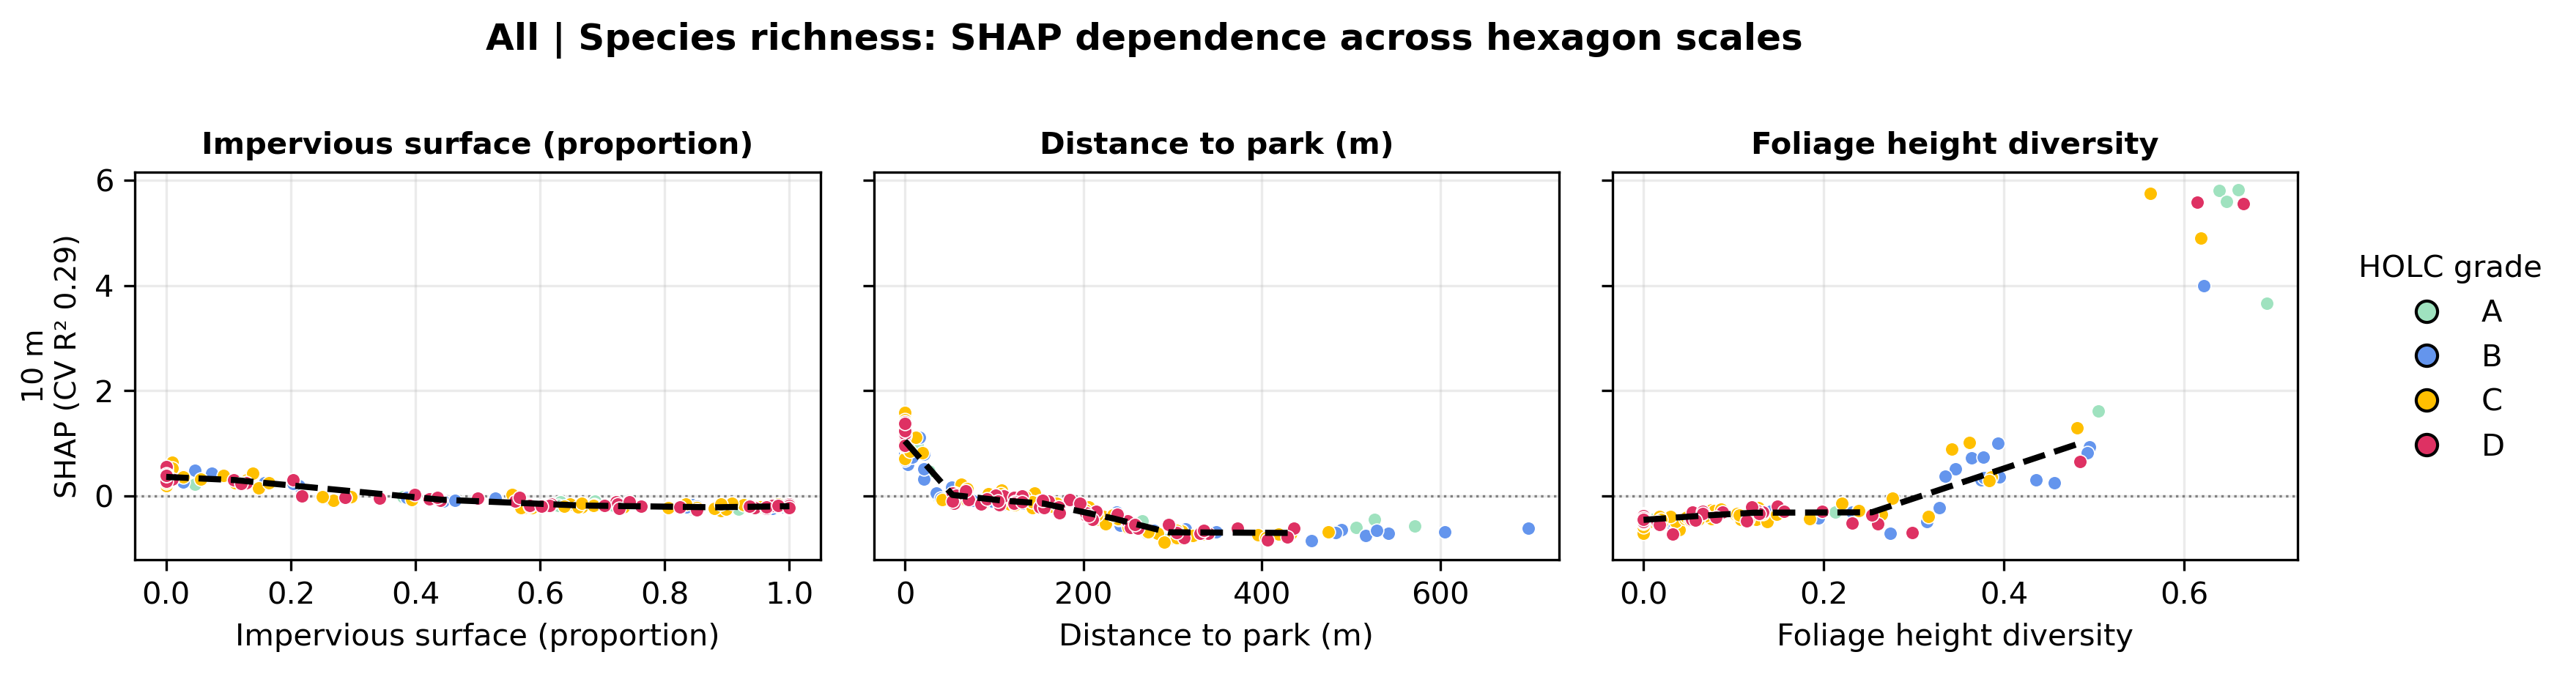 All | Species richness: SHAP dependence across hexagon scales
Impervious surface (proportion)
Distance to park (m)
Foliage height diversity
10 m
SHAP (CV R² 0.29)
6
4
2
0
0.0 0.2 0.4 0.6 0.8 1.0
0 200 400 600
0.0 0.2 0.4 0.6
Impervious surface (proportion)
Distance to park (m)
Foliage height diversity
HOLC grade
A
B
C
D